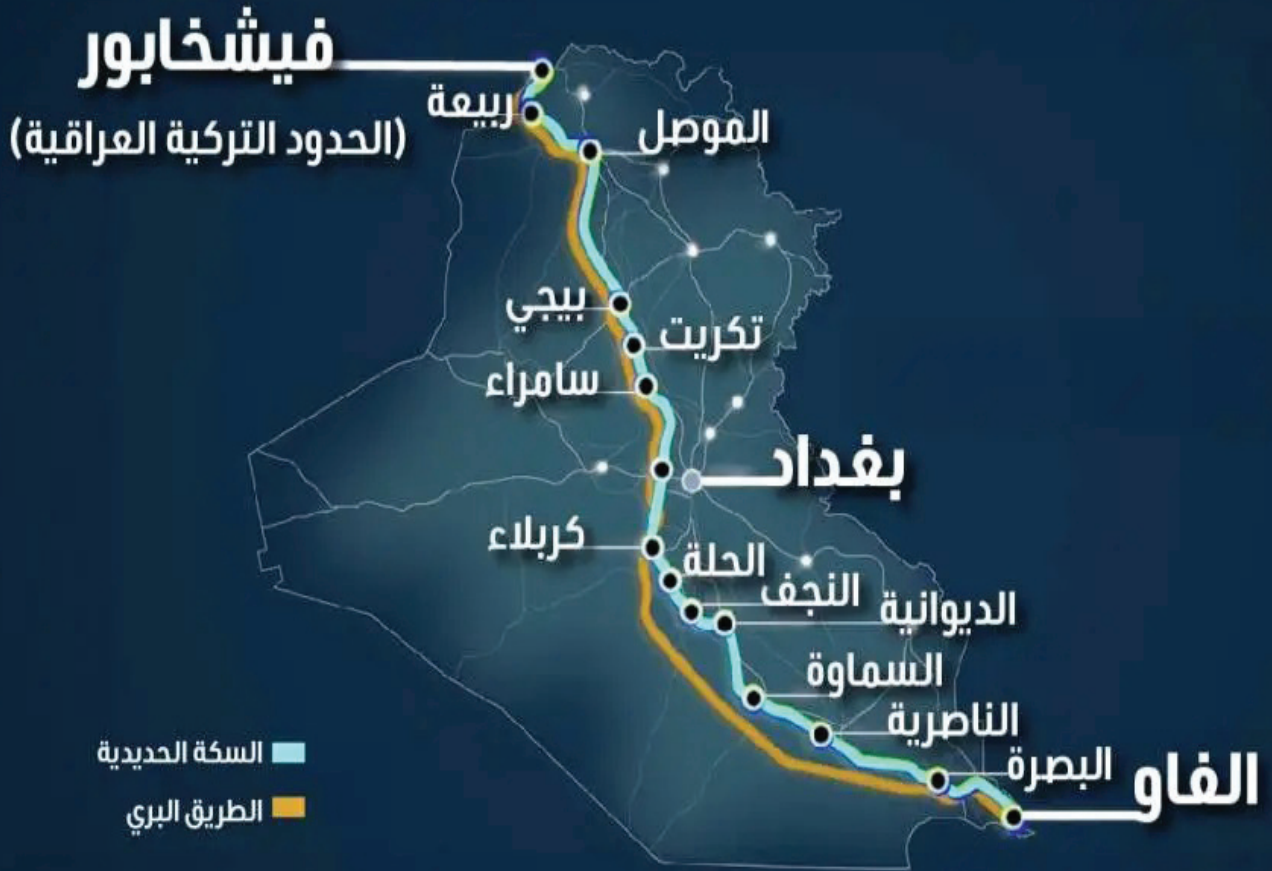 فيشخابور
(الحدود التركية العراقية)
ربيعة
الموصل
بيجي
تكريت
سامراء
بغداد
كربلاء
الحلة
النجف
الديوانية
السماوة
الناصرية
البصرة
الفاو
السكة الحديدية
الطريق البري